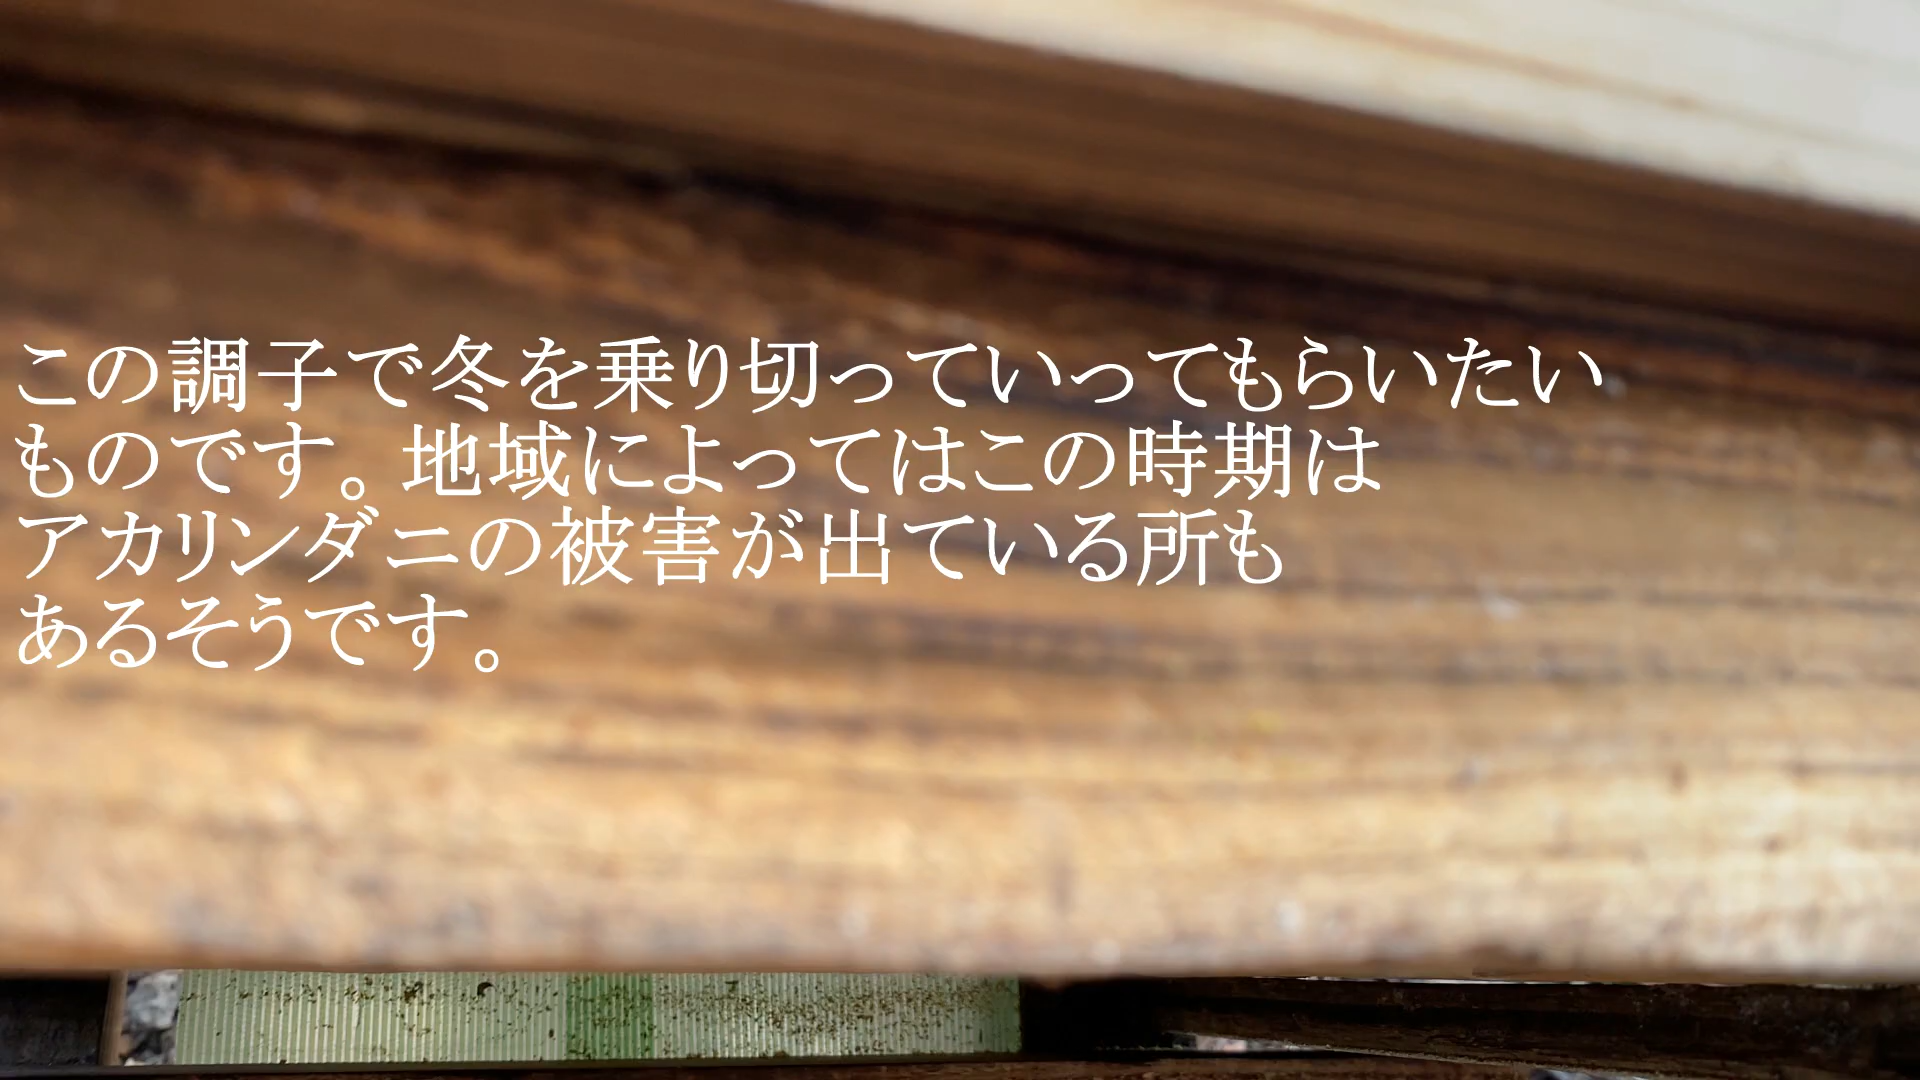 この調子で冬を乗り切っていってもらいたい
ものです。地域によってはこの時期は
アカリンダニの被害が出ている所も
あるそうです。